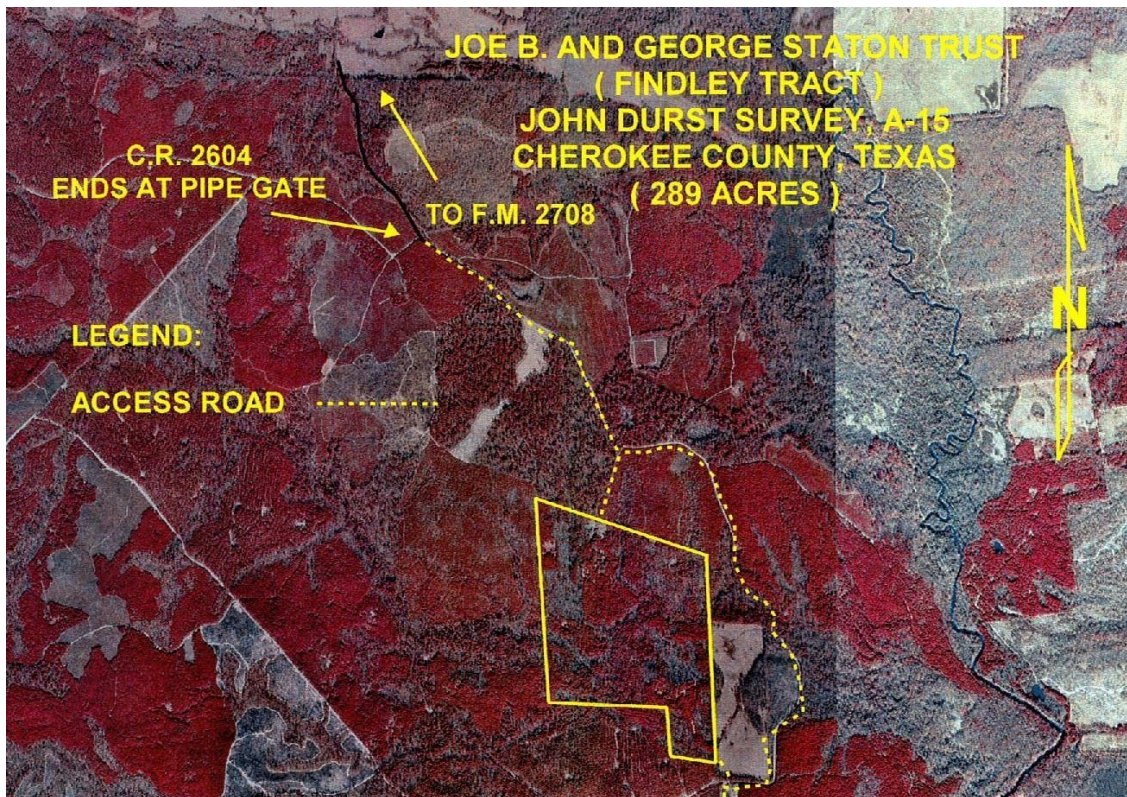 JOE B. AND GEORGE STATON TRUST
( FINDLEY TRACT )
JOHN DURST SURVEY, A-15
CHEROKEE COUNTY, TEXAS
( 289 ACRES )
C.R. 2604
ENDS AT PIPE GATE
TO F.M. 2708
N
LEGEND:
ACCESS ROAD